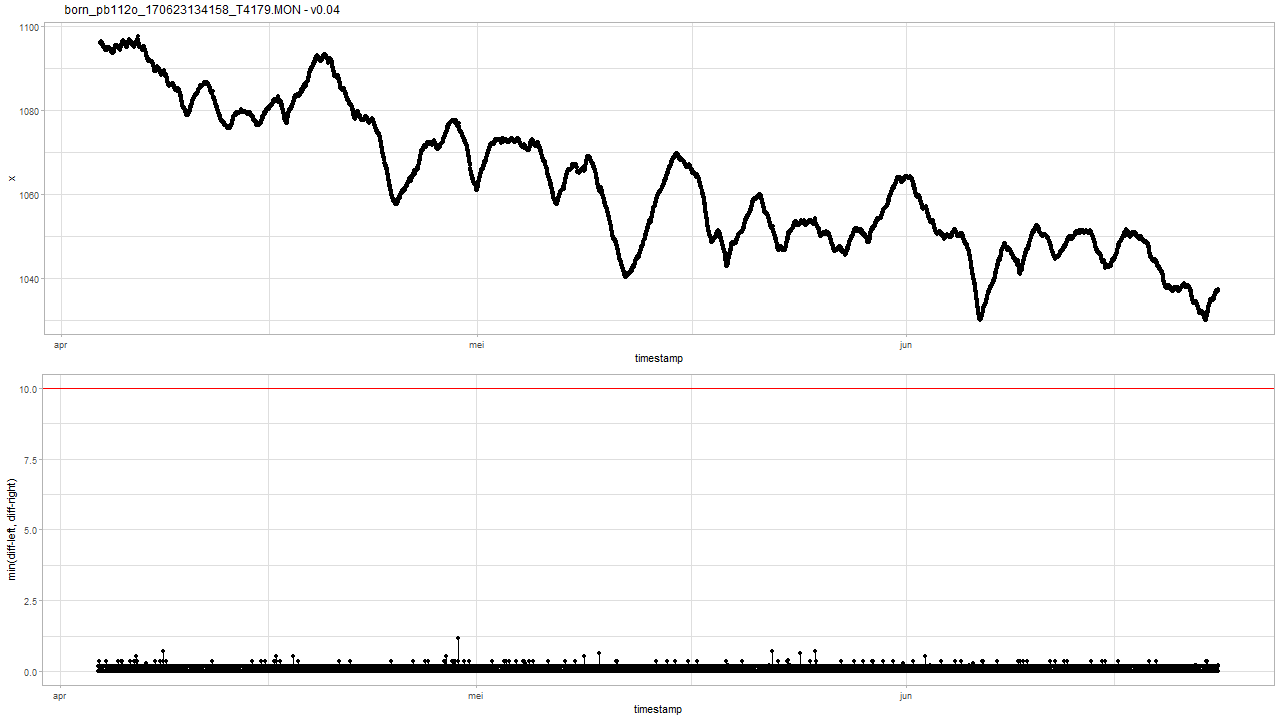 born_pb112o_170623134158_T4179.MON - v0.04
1100
1080
1060
1040
x
apr
mei
jun
timestamp
10.0
7.5
5.0
2.5
0.0
min(diff-left, diff-right)
apr
mei
jun
timestamp